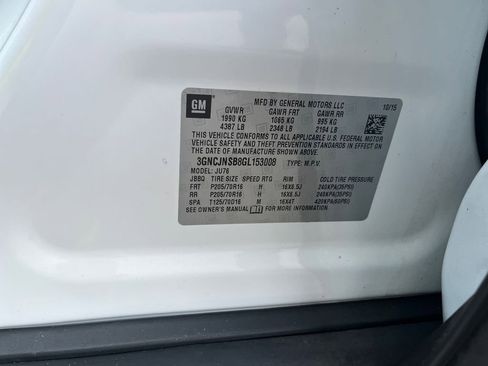 GM
MFD BY GENERAL MOTORS LLC
10/15
GVWR GAWR FRT GAWR RR
1990 KG 1065 KG 995 KG
4387 LB 2348 LB 2194 LB
THIS VEHICLE CONFORMS TO ALL APPLICABLE U.S. FEDERAL MOTOR
VEHICLE SAFETY AND THEFT PREVENTION STANDARDS IN EFFECT
ON THE DATE OF MANUFACTURE SHOWN ABOVE.
3GNCJNSB8GL153008 TYPE: M.P.V.
MODEL: JU76
JBBQ TIRE SIZE SPEED RTG RIM COLD TIRE PRESSURE
FRT P205/70R16 H 16X6.5J 240KPA(35PSI)
RR P205/70R16 H 16X6.5J 240KPA(35PSI)
SPA T125/70D16 M 16X4T 420KPA(60PSI)
SEE OWNER'S MANUAL FOR MORE INFORMATION.